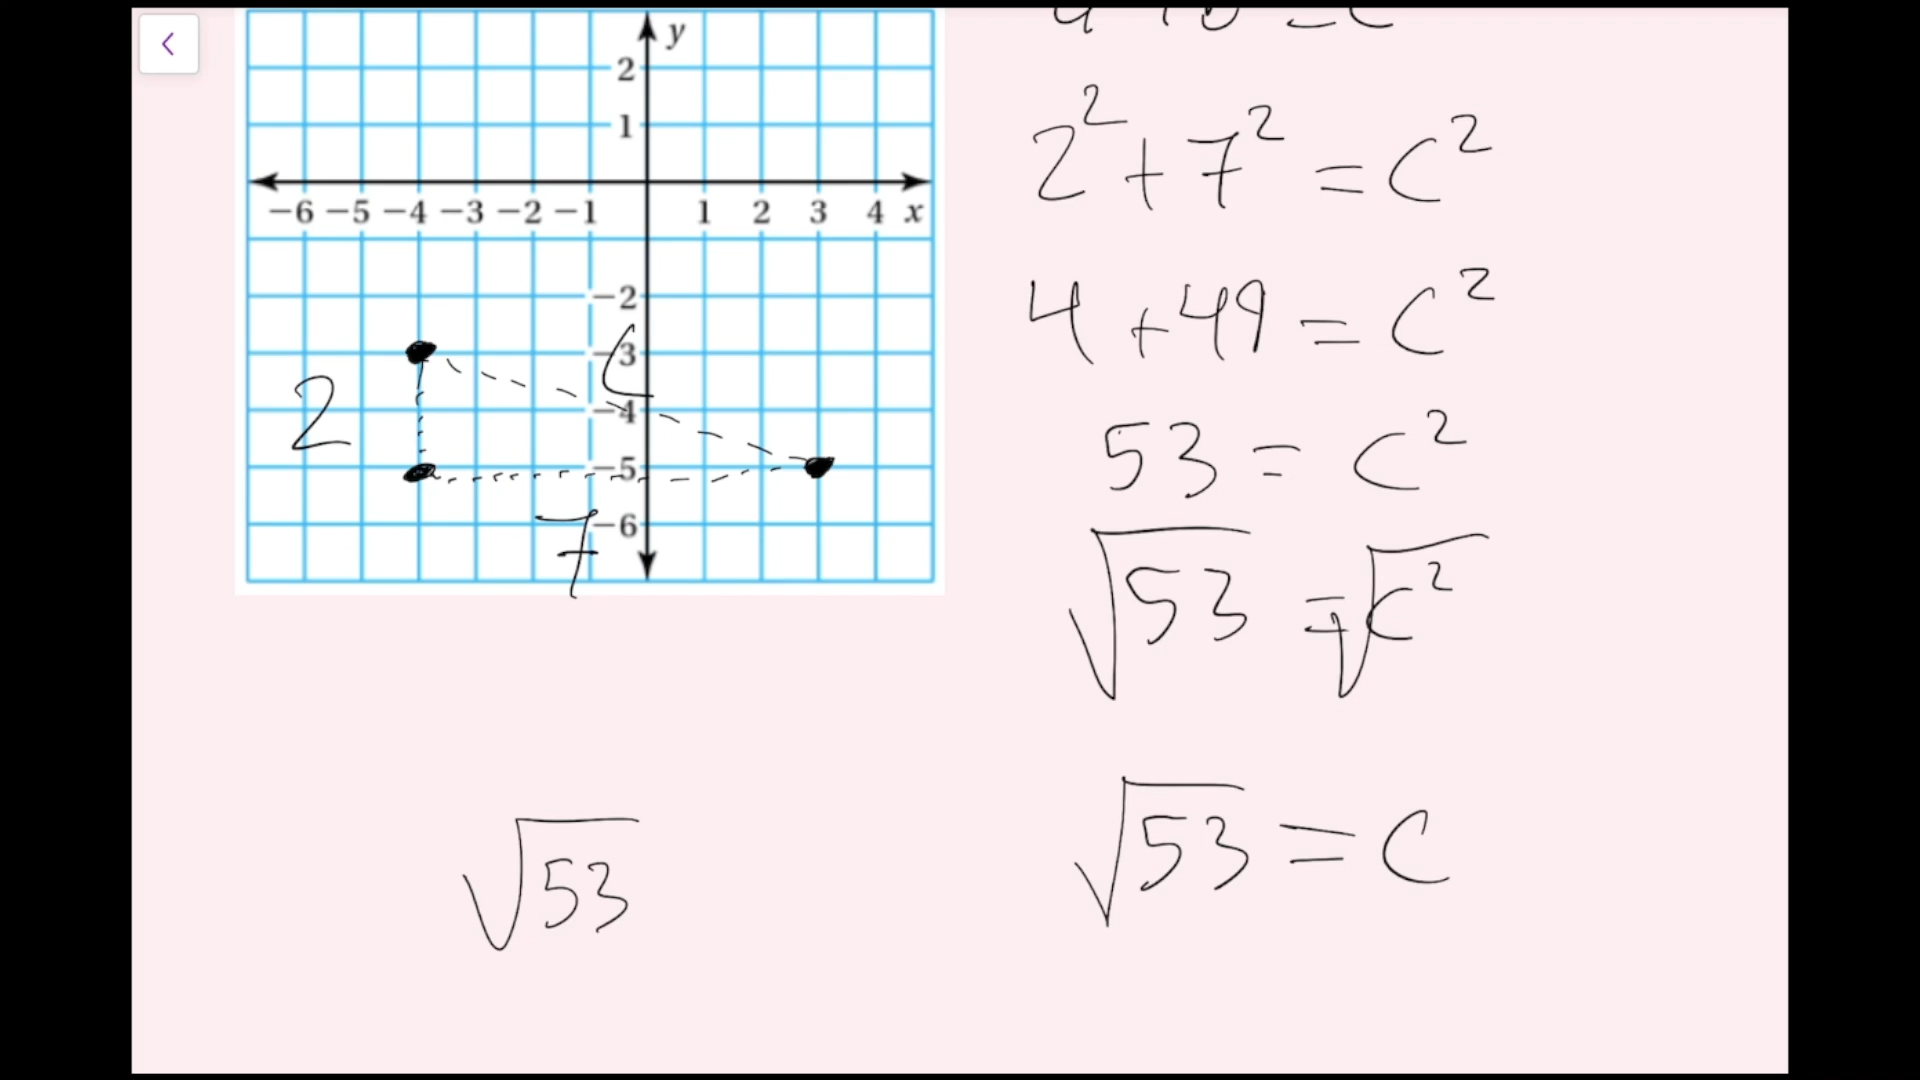 y
2
1
−6 −5 −4 −3 −2 −1 1 2 3 4 x
−2
−3
−4
−5
−6
2
C
7
√53
2² + 7² = C²
4 + 49 = C²
53 = C²
√53 = √C²
√53 = C